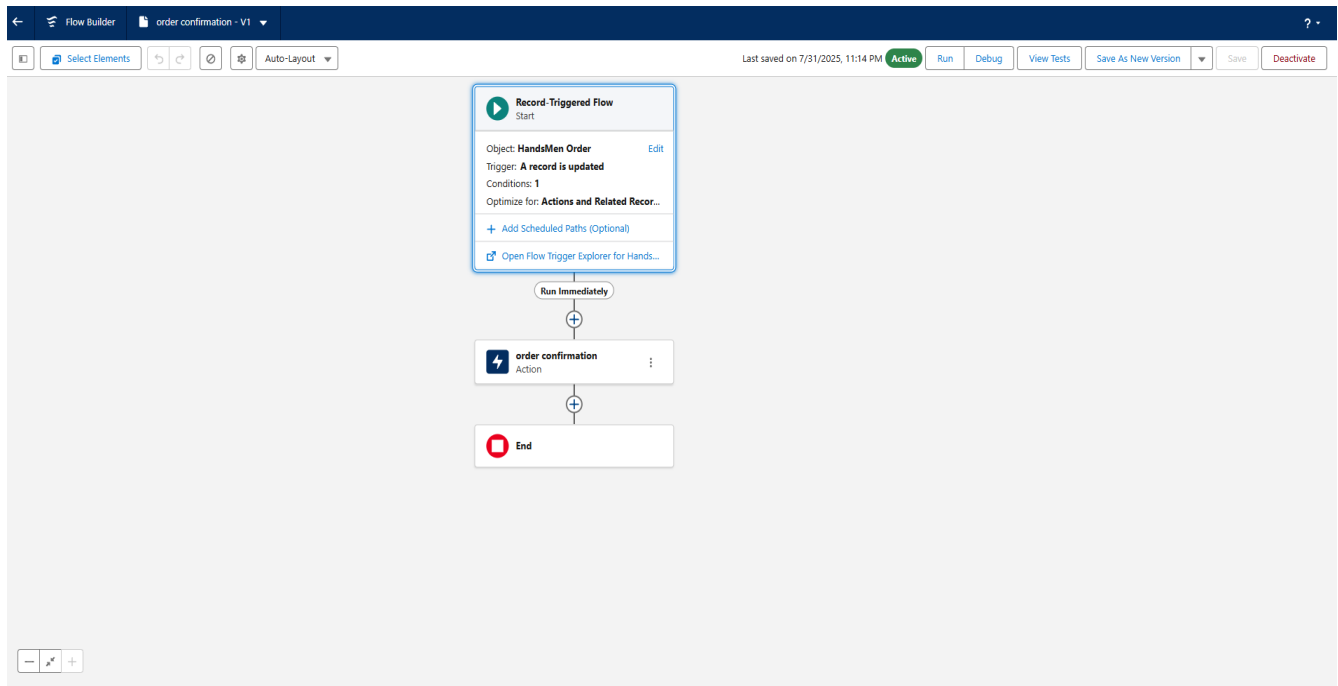 Flow Builder
order confirmation - V1
?
Select Elements
Auto-Layout
Last saved on 7/31/2025, 11:14 PM
Active
Run
Debug
View Tests
Save As New Version
Save
Deactivate
Record-Triggered Flow
Start
Object: HandsMen Order
Edit
Trigger: A record is updated
Conditions: 1
Optimize for: Actions and Related Recor...
+ Add Scheduled Paths (Optional)
Open Flow Trigger Explorer for Hands...
Run Immediately
order confirmation
Action
End